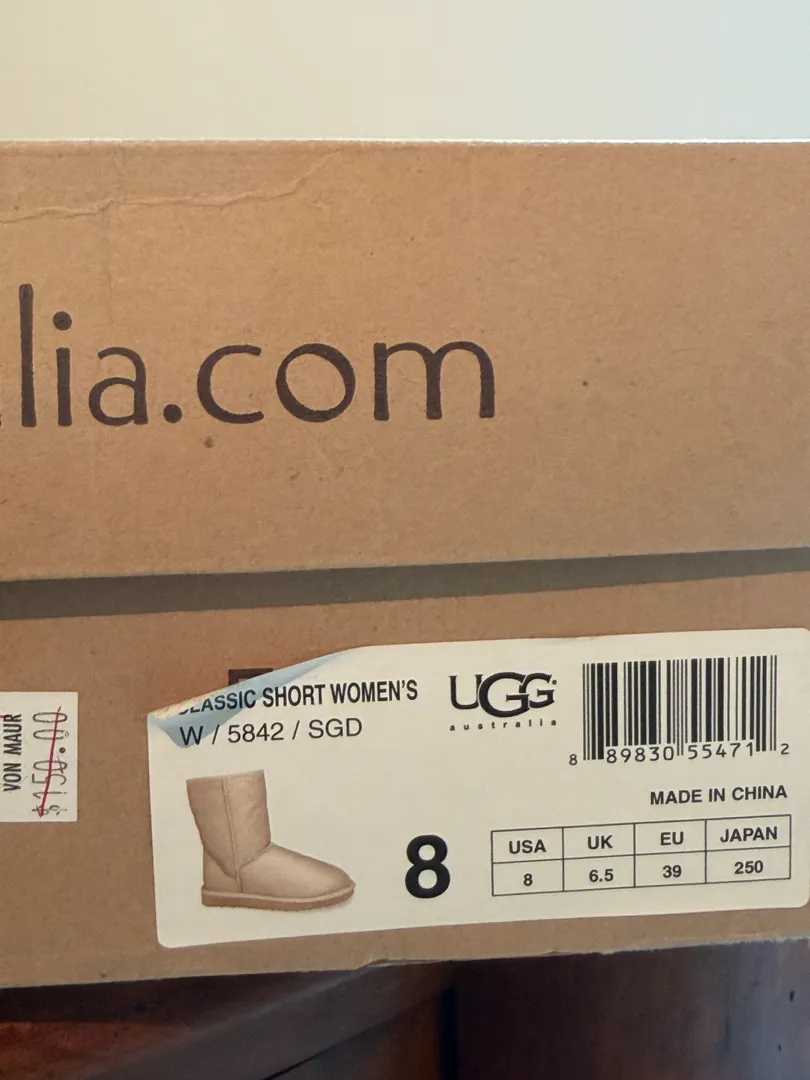 lia.com
VON MAUR
$150.00
CLASSIC SHORT WOMEN'S
W / 5842 / SGD
UGG
australia
8 89830 55471 2
MADE IN CHINA
8
USA UK EU JAPAN
8 6.5 39 250